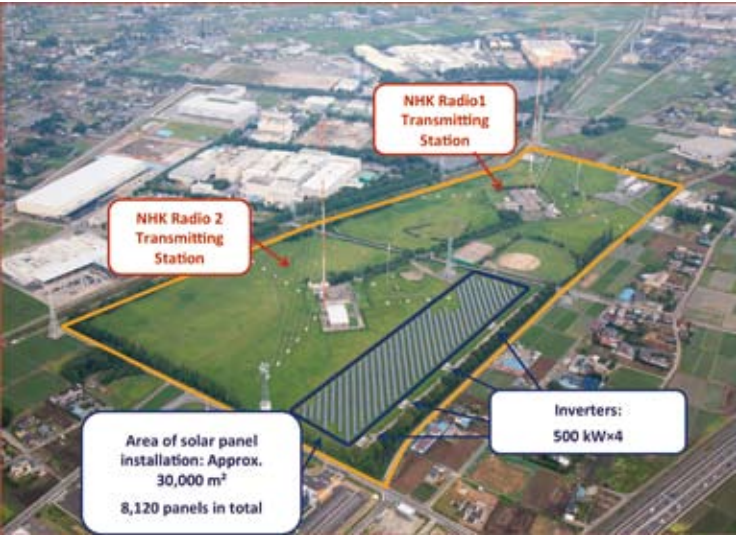 NHK Radio1
Transmitting
Station
NHK Radio 2
Transmitting
Station
Area of solar panel
installation: Approx.
30,000 m²
8,120 panels in total
Inverters:
500 kW×4